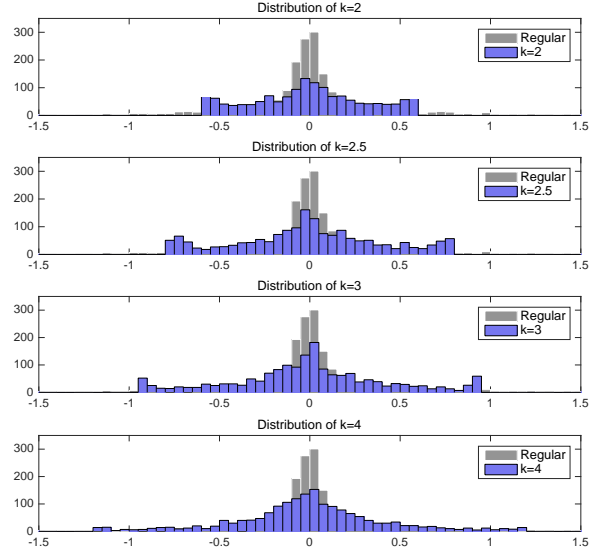 Distribution of k=2
300
200
100
0
Regular
k=2
-1.5 -1 -0.5 0 0.5 1 1.5
Distribution of k=2.5
300
200
100
0
Regular
k=2.5
-1.5 -1 -0.5 0 0.5 1 1.5
Distribution of k=3
300
200
100
0
Regular
k=3
-1.5 -1 -0.5 0 0.5 1 1.5
Distribution of k=4
300
200
100
0
Regular
k=4
-1.5 -1 -0.5 0 0.5 1 1.5